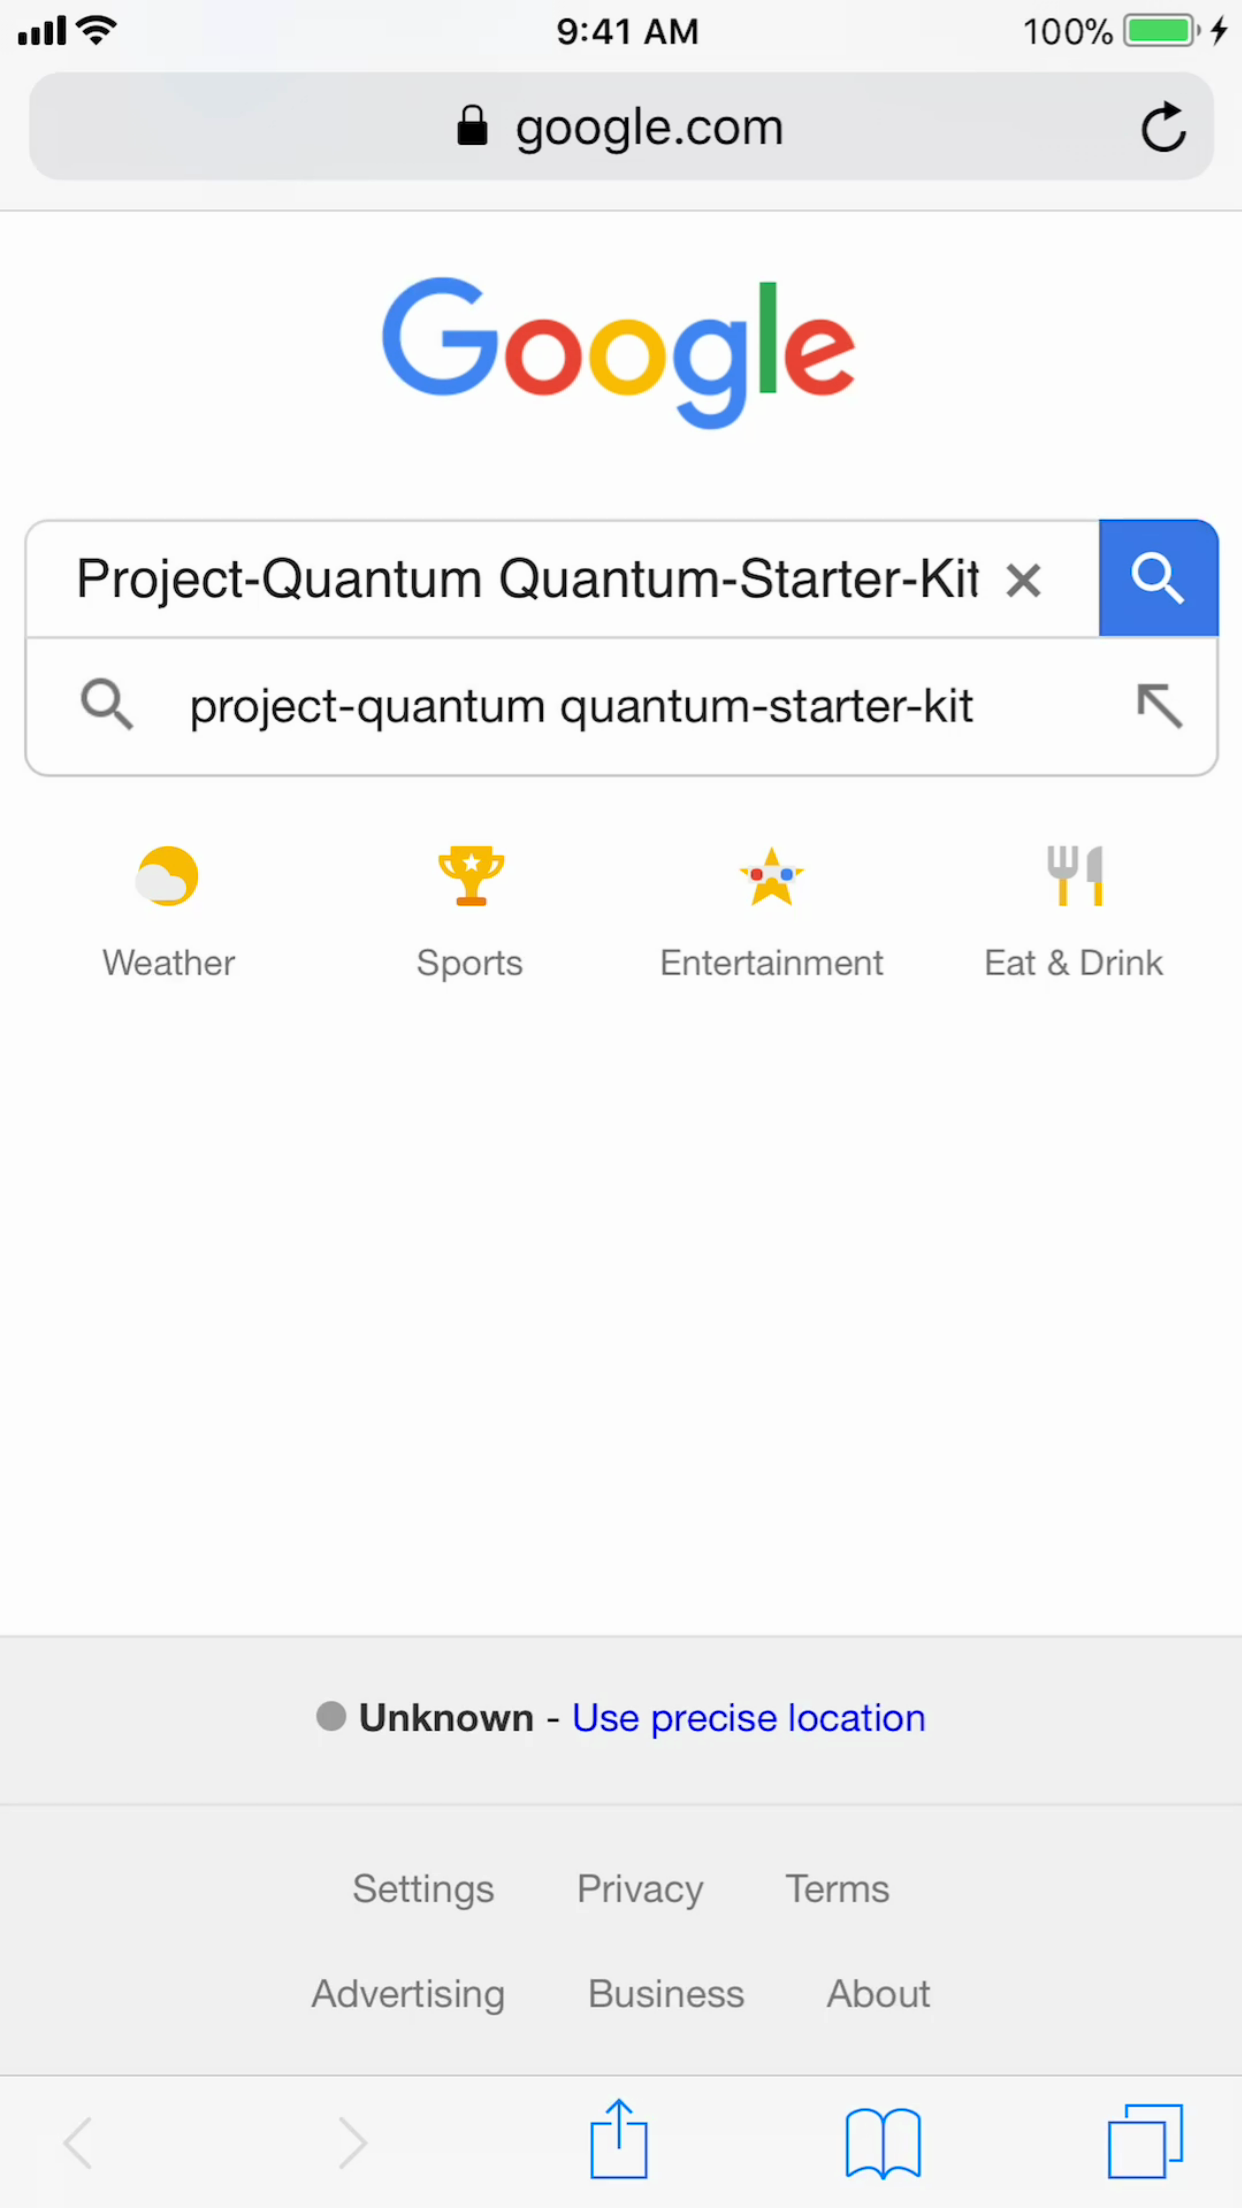 9:41 AM 100%
google.com
Google
Project-Quantum Quantum-Starter-Kit
project-quantum quantum-starter-kit
Weather Sports Entertainment Eat & Drink
Unknown - Use precise location
Settings Privacy Terms
Advertising Business About